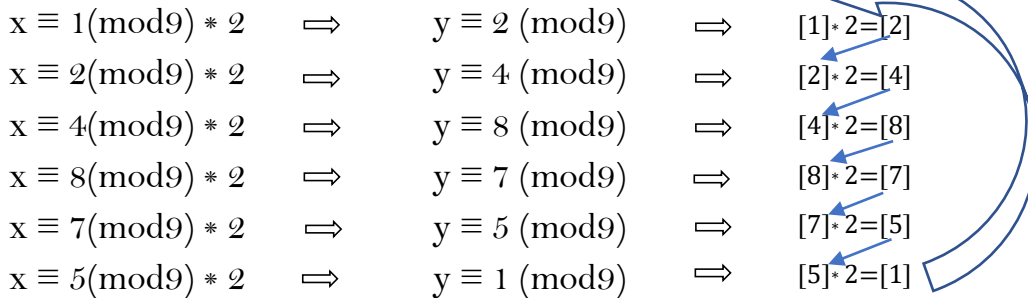 x ≡ 1(mod9) * 2 ⇒ y ≡ 2 (mod9) ⇒ [1]* 2=[2]
x ≡ 2(mod9) * 2 ⇒ y ≡ 4 (mod9) ⇒ [2]* 2=[4]
x ≡ 4(mod9) * 2 ⇒ y ≡ 8 (mod9) ⇒ [4]* 2=[8]
x ≡ 8(mod9) * 2 ⇒ y ≡ 7 (mod9) ⇒ [8]* 2=[7]
x ≡ 7(mod9) * 2 ⇒ y ≡ 5 (mod9) ⇒ [7]* 2=[5]
x ≡ 5(mod9) * 2 ⇒ y ≡ 1 (mod9) ⇒ [5]* 2=[1]